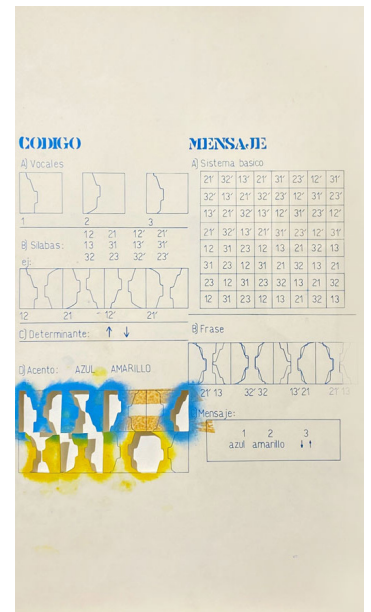 CODIGO
A) Vocales
1 2 3
B) Silabas: 12 21 12' 21'
13 31 13' 31'
32 23 32' 23'
ej:
12 21 12' 21'
C) Determinante: ↑ ↓
D) Acento: AZUL AMARILLO
MENSAJE
A) Sistema basico
21' 32' 13' 21' 31' 23' 12' 31'
32' 13' 21' 32' 23' 12' 31' 23'
13' 21' 32' 13' 12' 31' 23' 12'
21' 32' 13' 21' 31' 23' 12' 31'
12 31 23 12 13 21 32 13
31 23 12 31 21 32 13 21
23 12 31 23 32 13 21 32
12 31 23 12 13 21 32 13
B) Frase
21' 13 32' 32 13' 21 21'
Mensaje:
1 2 3
azul amarillo ↓ ↑